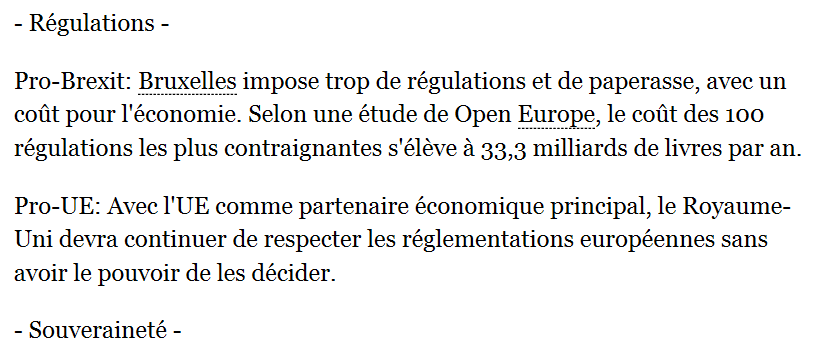 - Régulations -
Pro-Brexit: Bruxelles impose trop de régulations et de paperasse, avec un
coût pour l'économie. Selon une étude de Open Europe, le coût des 100
régulations les plus contraignantes s'élève à 33,3 milliards de livres par an.
Pro-UE: Avec l'UE comme partenaire économique principal, le Royaume-
Uni devra continuer de respecter les réglementations européennes sans
avoir le pouvoir de les décider.
- Souveraineté -